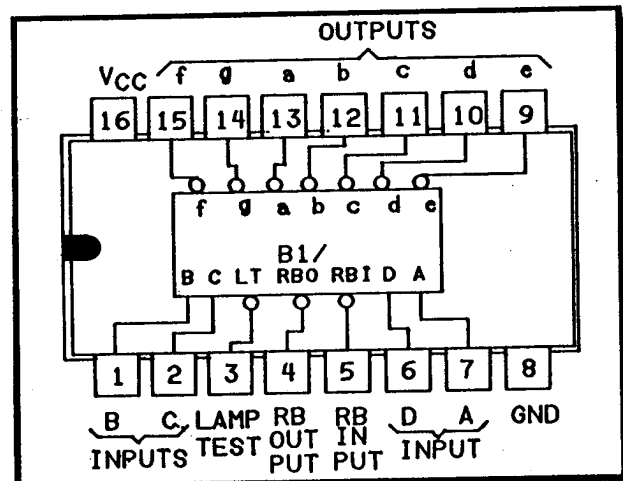 OUTPUTS
VCC f g a b c d e
16 15 14 13 12 11 10 9
f g a b c d e
B1/
B C LT RBO RBI D A
1 2 3 4 5 6 7 8
B C LAMP RB RB D A GND
TEST OUT IN
INPUTS PUT PUT INPUT